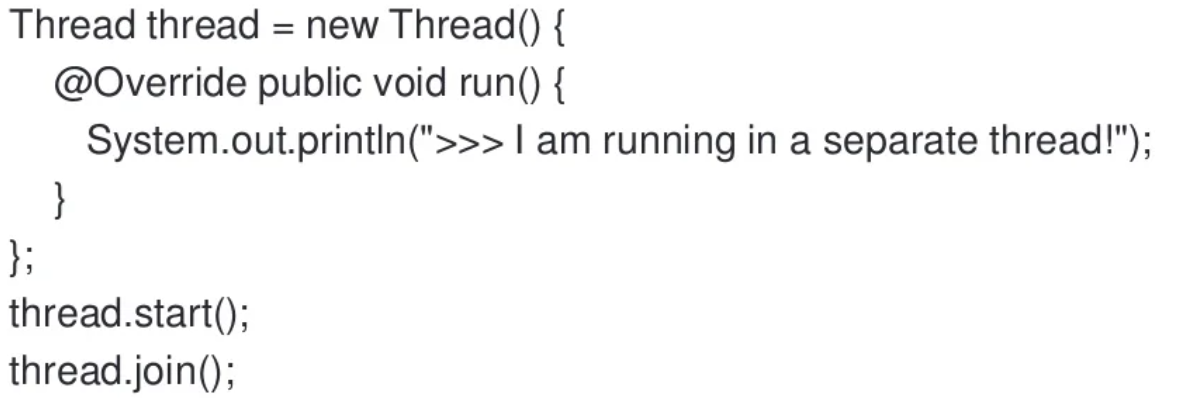 Thread thread = new Thread() {
@Override public void run() {
System.out.println(">>> I am running in a separate thread!");
}
};
thread.start();
thread.join();